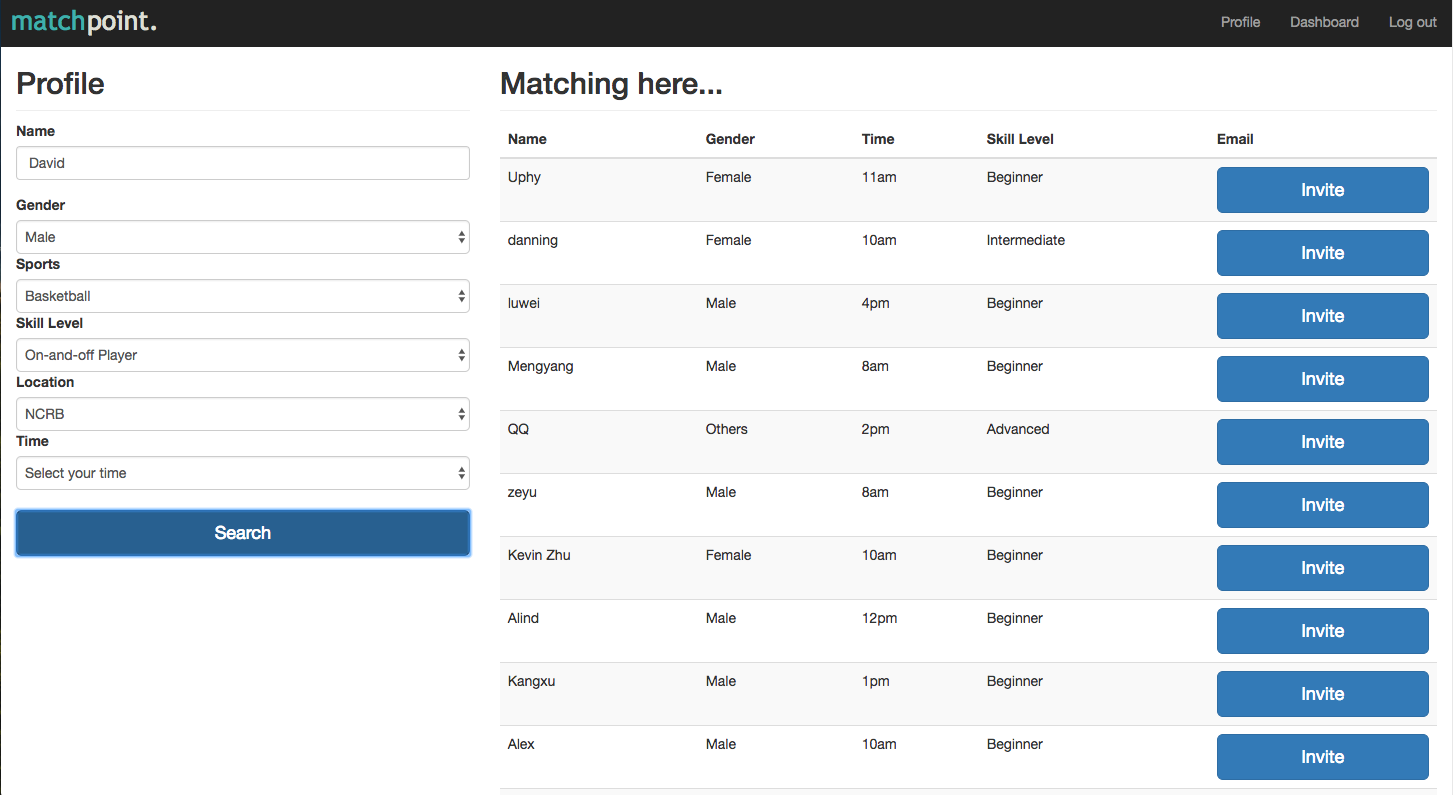 matchpoint.
Profile Dashboard Log out
Profile
Name
David
Gender
Male
Sports
Basketball
Skill Level
On-and-off Player
Location
NCRB
Time
Select your time
Search
Matching here...
Name Gender Time Skill Level Email
Uphy Female 11am Beginner Invite
danning Female 10am Intermediate Invite
luwei Male 4pm Beginner Invite
Mengyang Male 8am Beginner Invite
QQ Others 2pm Advanced Invite
zeyu Male 8am Beginner Invite
Kevin Zhu Female 10am Beginner Invite
Alind Male 12pm Beginner Invite
Kangxu Male 1pm Beginner Invite
Alex Male 10am Beginner Invite